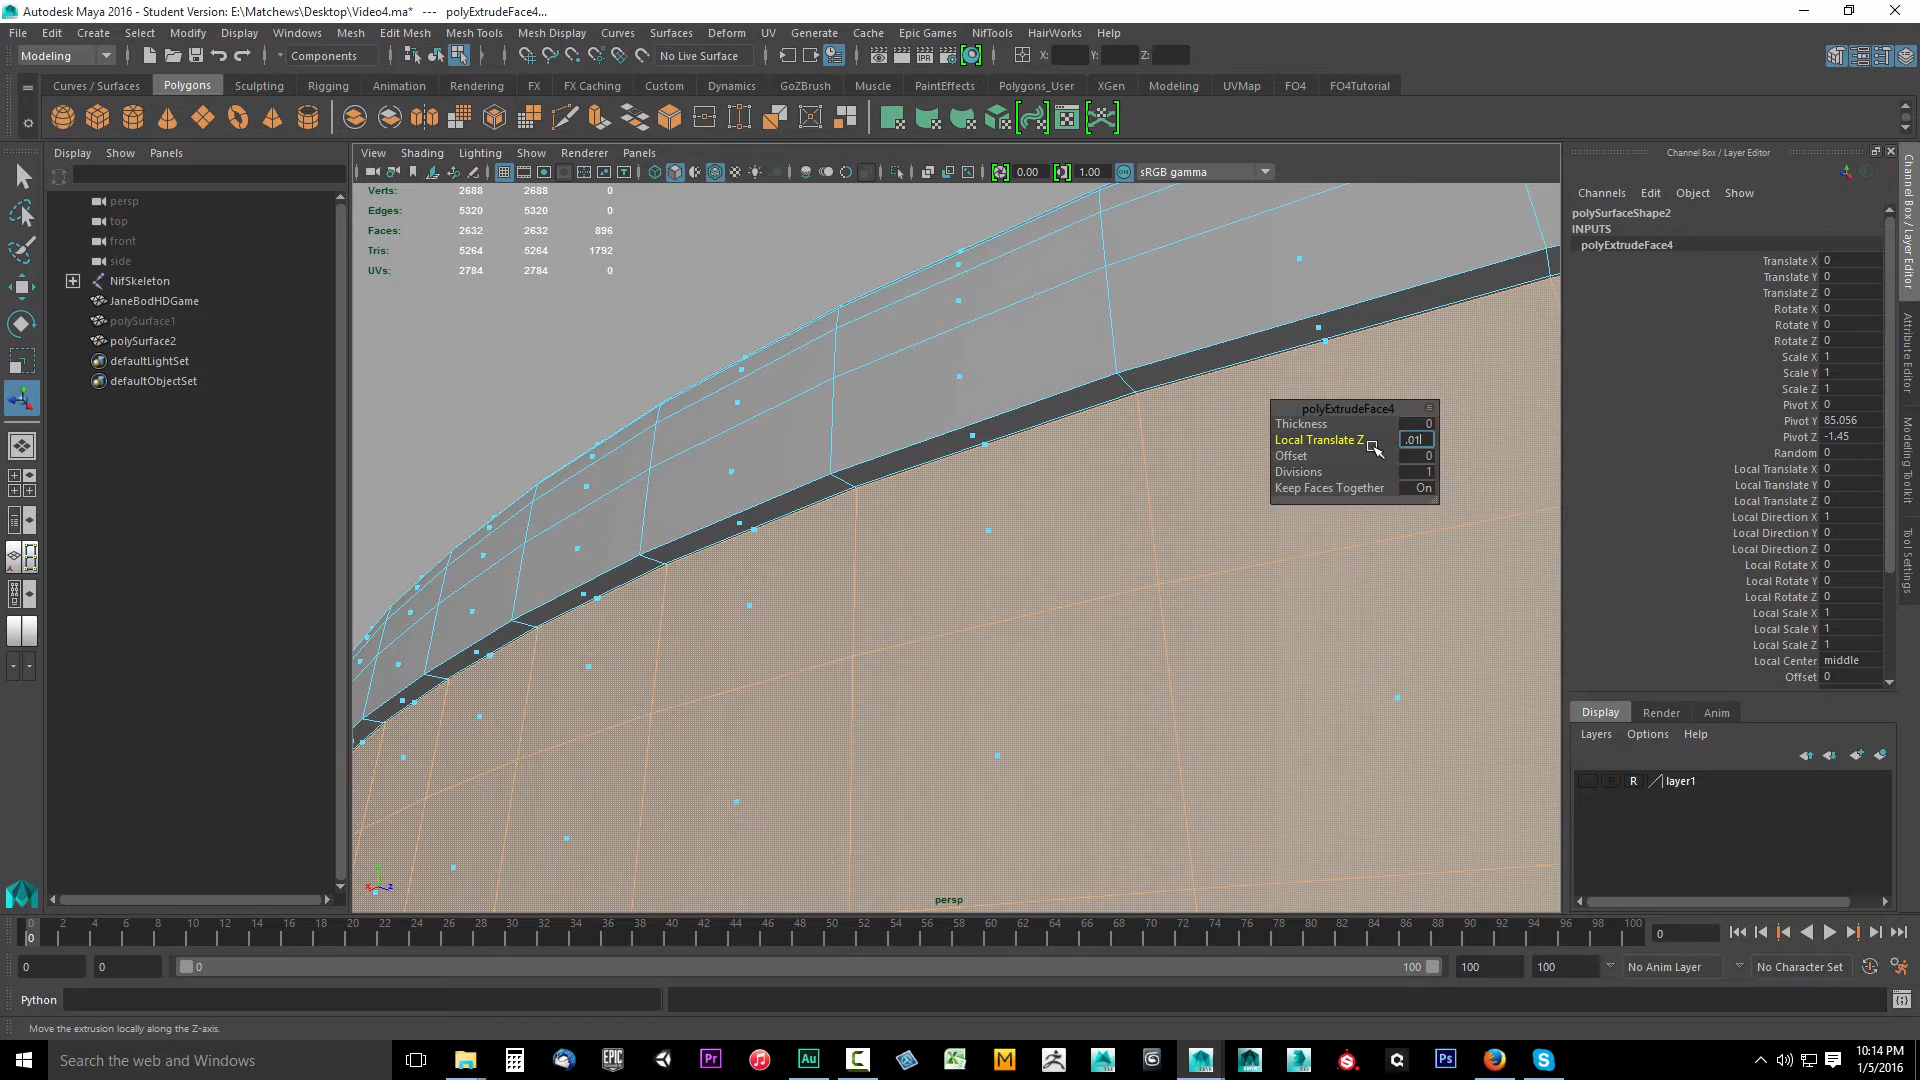 Autodesk Maya 2016 - Student Version: E:\Matchews\Desktop\Video4.ma* --- polyExtrudeFace4...
File Edit Create Select Modify Display Windows Mesh Edit Mesh Mesh Tools Mesh Display Curves Surfaces Deform UV Generate Cache Epic Games NifTools HairWorks Help
Modeling Components No Live Surface X: Y: Z:
Curves / Surfaces Polygons Sculpting Rigging Animation Rendering FX FX Caching Custom Dynamics GoZBrush Muscle PaintEffects Polygons_User XGen Modeling UVMap FO4 FO4Tutorial
Display Show Panels
View Shading Lighting Show Renderer Panels
0.00 1.00 sRGB gamma
Verts: 2688 2688 0
Edges: 5320 5320 0
Faces: 2632 2632 896
Tris: 5264 5264 1792
UVs: 2784 2784 0
persp
top
front
side
NifSkeleton
JaneBodHDGame
polySurface1
polySurface2
defaultLightSet
defaultObjectSet
polyExtrudeFace4
Thickness 0
Local Translate Z .01
Offset 0
Divisions 1
Keep Faces Together On
persp
Channel Box / Layer Editor
Channels Edit Object Show
polySurfaceShape2
INPUTS
polyExtrudeFace4
Translate X 0
Translate Y 0
Translate Z 0
Rotate X 0
Rotate Y 0
Rotate Z 0
Scale X 1
Scale Y 1
Scale Z 1
Pivot X 0
Pivot Y 85.056
Pivot Z -1.45
Random 0
Local Translate X 0
Local Translate Y 0
Local Translate Z 0
Local Direction X 1
Local Direction Y 0
Local Direction Z 0
Local Rotate X 0
Local Rotate Y 0
Local Rotate Z 0
Local Scale X 1
Local Scale Y 1
Local Scale Z 1
Local Center middle
Offset 0
Display Render Anim
Layers Options Help
R layer1
Channel Box / Layer Editor
Attribute Editor
Modeling Toolkit
Tool Settings
0 2 4 6 8 10 12 14 16 18 20 22 24 26 28 30 32 34 36 38 40 42 44 46 48 50 52 54 56 58 60 62 64 66 68 70 72 74 76 78 80 82 84 86 88 90 92 94 96 98 100
0 0
0 0 0 100 100 100 No Anim Layer No Character Set
Python
Move the extrusion locally along the Z-axis.
Search the web and Windows
10:14 PM
1/5/2016